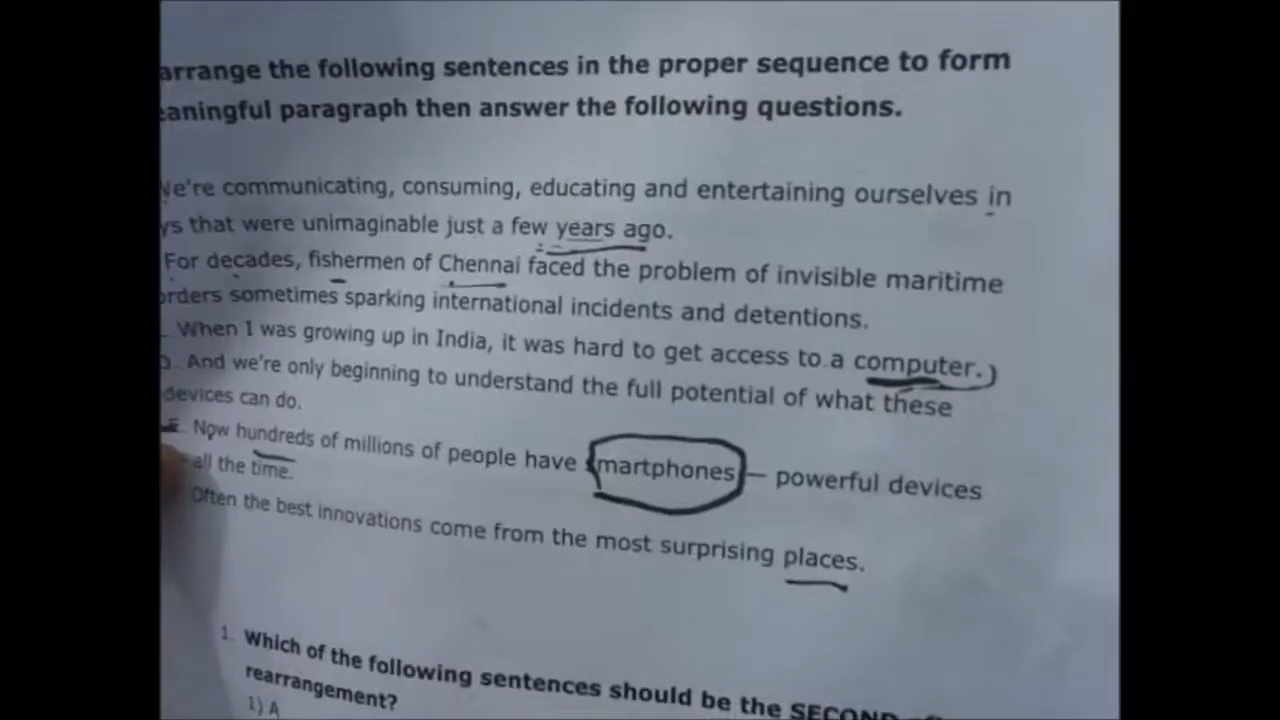 arrange the following sentences in the proper sequence to form
eaningful paragraph then answer the following questions.
We're communicating, consuming, educating and entertaining ourselves in
ys that were unimaginable just a few years ago.
For decades, fishermen of Chennai faced the problem of invisible maritime
orders sometimes sparking international incidents and detentions.
When I was growing up in India, it was hard to get access to a computer.)
And we're only beginning to understand the full potential of what these
devices can do.
E. Now hundreds of millions of people have smartphones — powerful devices
all the time.
Often the best innovations come from the most surprising places.
1. Which of the following sentences should be the SECOND
rearrangement?
1) A